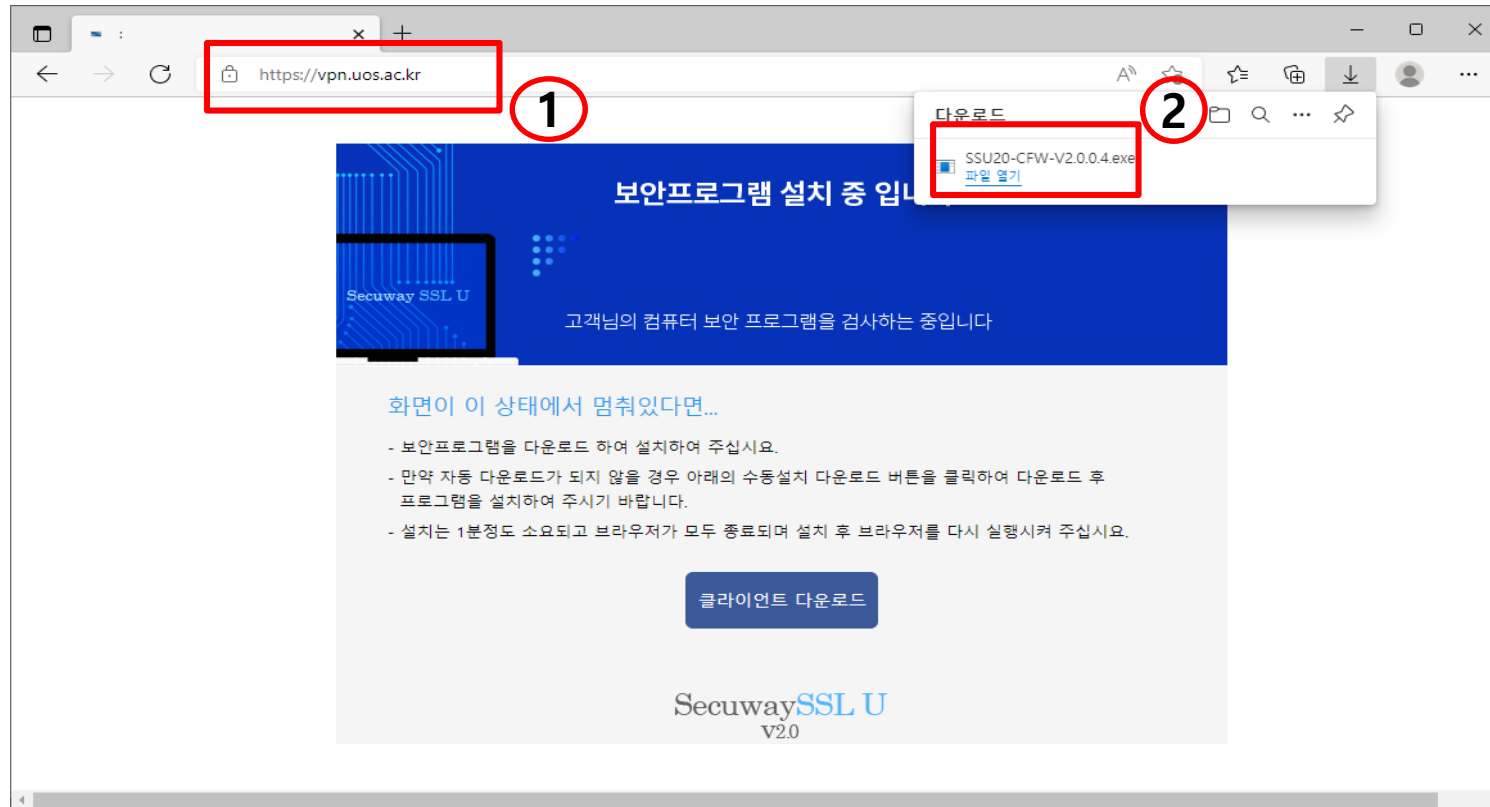 https://vpn.uos.ac.kr
1
다운로드
2
SSU20-CFW-V2.0.0.4.exe
파일 열기
보안프로그램 설치 중 입니
Secuway SSL U
고객님의 컴퓨터 보안 프로그램을 검사하는 중입니다
화면이 이 상태에서 멈춰있다면...
- 보안프로그램을 다운로드 하여 설치하여 주십시요.
- 만약 자동 다운로드가 되지 않을 경우 아래의 수동설치 다운로드 버튼을 클릭하여 다운로드 후
프로그램을 설치하여 주시기 바랍니다.
- 설치는 1분정도 소요되고 브라우저가 모두 종료되며 설치 후 브라우저를 다시 실행시켜 주십시요.
클라이언트 다운로드
SecuwaySSL U
V2.0